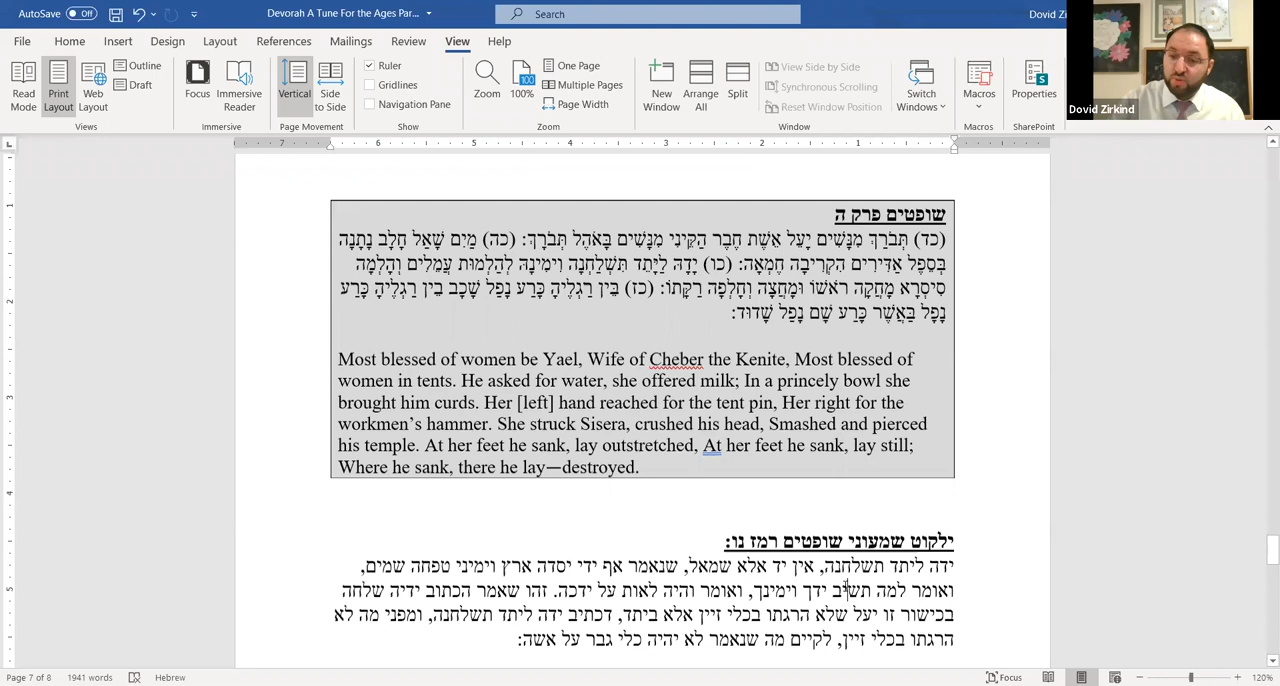 AutoSave Off
Devorah A Tune For the Ages Par...
Search
Dovid Zi
File Home Insert Design Layout References Mailings Review View Help
Read Mode
Print Layout
Web Layout
Outline
Draft
Views
Focus
Immersive Reader
Immersive
Vertical
Side to Side
Page Movement
Ruler
Gridlines
Navigation Pane
Show
Zoom
100%
One Page
Multiple Pages
Page Width
Zoom
New Window
Arrange All
Split
View Side by Side
Synchronous Scrolling
Reset Window Position
Switch Windows
Window
Macros
Macros
Properties
SharePoint
Dovid Zirkind
שופטים פרק ה
(כד) תְּבֹרַךְ מִנָּשִׁים יָעֵל אֵשֶׁת חֶבֶר הַקֵּינִי מִנָּשִׁים בָּאֹהֶל תְּבֹרָךְ: (כה) מַיִם שָׁאַל חָלָב נָתָנָה
בְּסֵפֶל אַדִּירִים הִקְרִיבָה חֶמְאָה: (כו) יָדָהּ לַיָּתֵד תִּשְׁלַחְנָה וִימִינָהּ לְהַלְמוּת עֲמֵלִים וְהָלְמָה
סִיסְרָא מָחֲקָה רֹאשׁוֹ וּמָחֲצָה וְחָלְפָה רַקָּתוֹ: (כז) בֵּין רַגְלֶיהָ כָּרַע נָפַל שָׁכָב בֵּין רַגְלֶיהָ כָּרַע
נָפָל בַּאֲשֶׁר כָּרַע שָׁם נָפַל שָׁדוּד:
Most blessed of women be Yael, Wife of Cheber the Kenite, Most blessed of
women in tents. He asked for water, she offered milk; In a princely bowl she
brought him curds. Her [left] hand reached for the tent pin, Her right for the
workmen's hammer. She struck Sisera, crushed his head, Smashed and pierced
his temple. At her feet he sank, lay outstretched, At her feet he sank, lay still;
Where he sank, there he lay—destroyed.
ילקוט שמעוני שופטים רמז נו:
ידה ליתד תשלחנה, אין יד אלא שמאל, שנאמר אף ידי יסדה ארץ וימיני טפחה שמים,
ואומר למה תשיב ידך וימינך, ואומר והיה לאות על ידכה. זהו שאמר הכתוב ידיה שלחה
בכישור זו יעל שלא הרגתו בכלי זיין אלא ביתד, דכתיב ידה ליתד תשלחנה, ומפני מה לא
הרגתו בכלי זיין, לקיים מה שנאמר לא יהיה כלי גבר על אשה:
Page 7 of 8 1941 words Hebrew Focus 120%